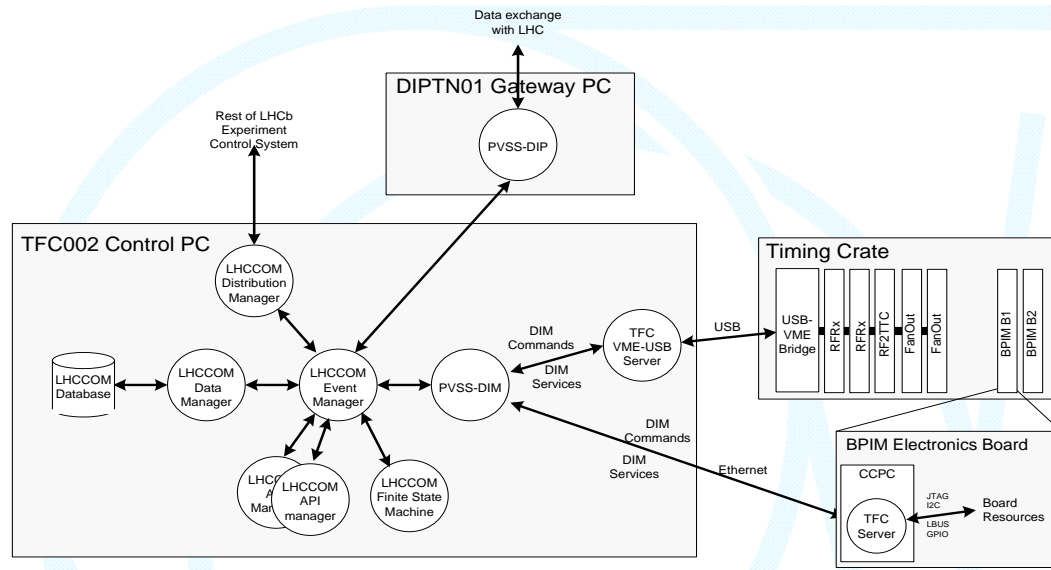 Data exchange
with LHC
DIPTN01 Gateway PC
PVSS-DIP
Rest of LHCb
Experiment
Control System
TFC002 Control PC
LHCCOM
Distribution
Manager
LHCCOM
Database
LHCCOM
Data
Manager
LHCCOM
Event
Manager
PVSS-DIM
DIM
Commands
DIM
Services
TFC
VME-USB
Server
USB
Timing Crate
USB-
VME
Bridge
RFRx
RFRx
RF2TTC
FanOut
FanOut
BPIM B1
BPIM B2
LHCCOM
API
manager
LHCCOM
Finite State
Machine
DIM
Commands
DIM
Services
Ethernet
BPIM Electronics Board
CCPC
TFC
Server
JTAG
I2C
LBUS
GPIO
Board
Resources